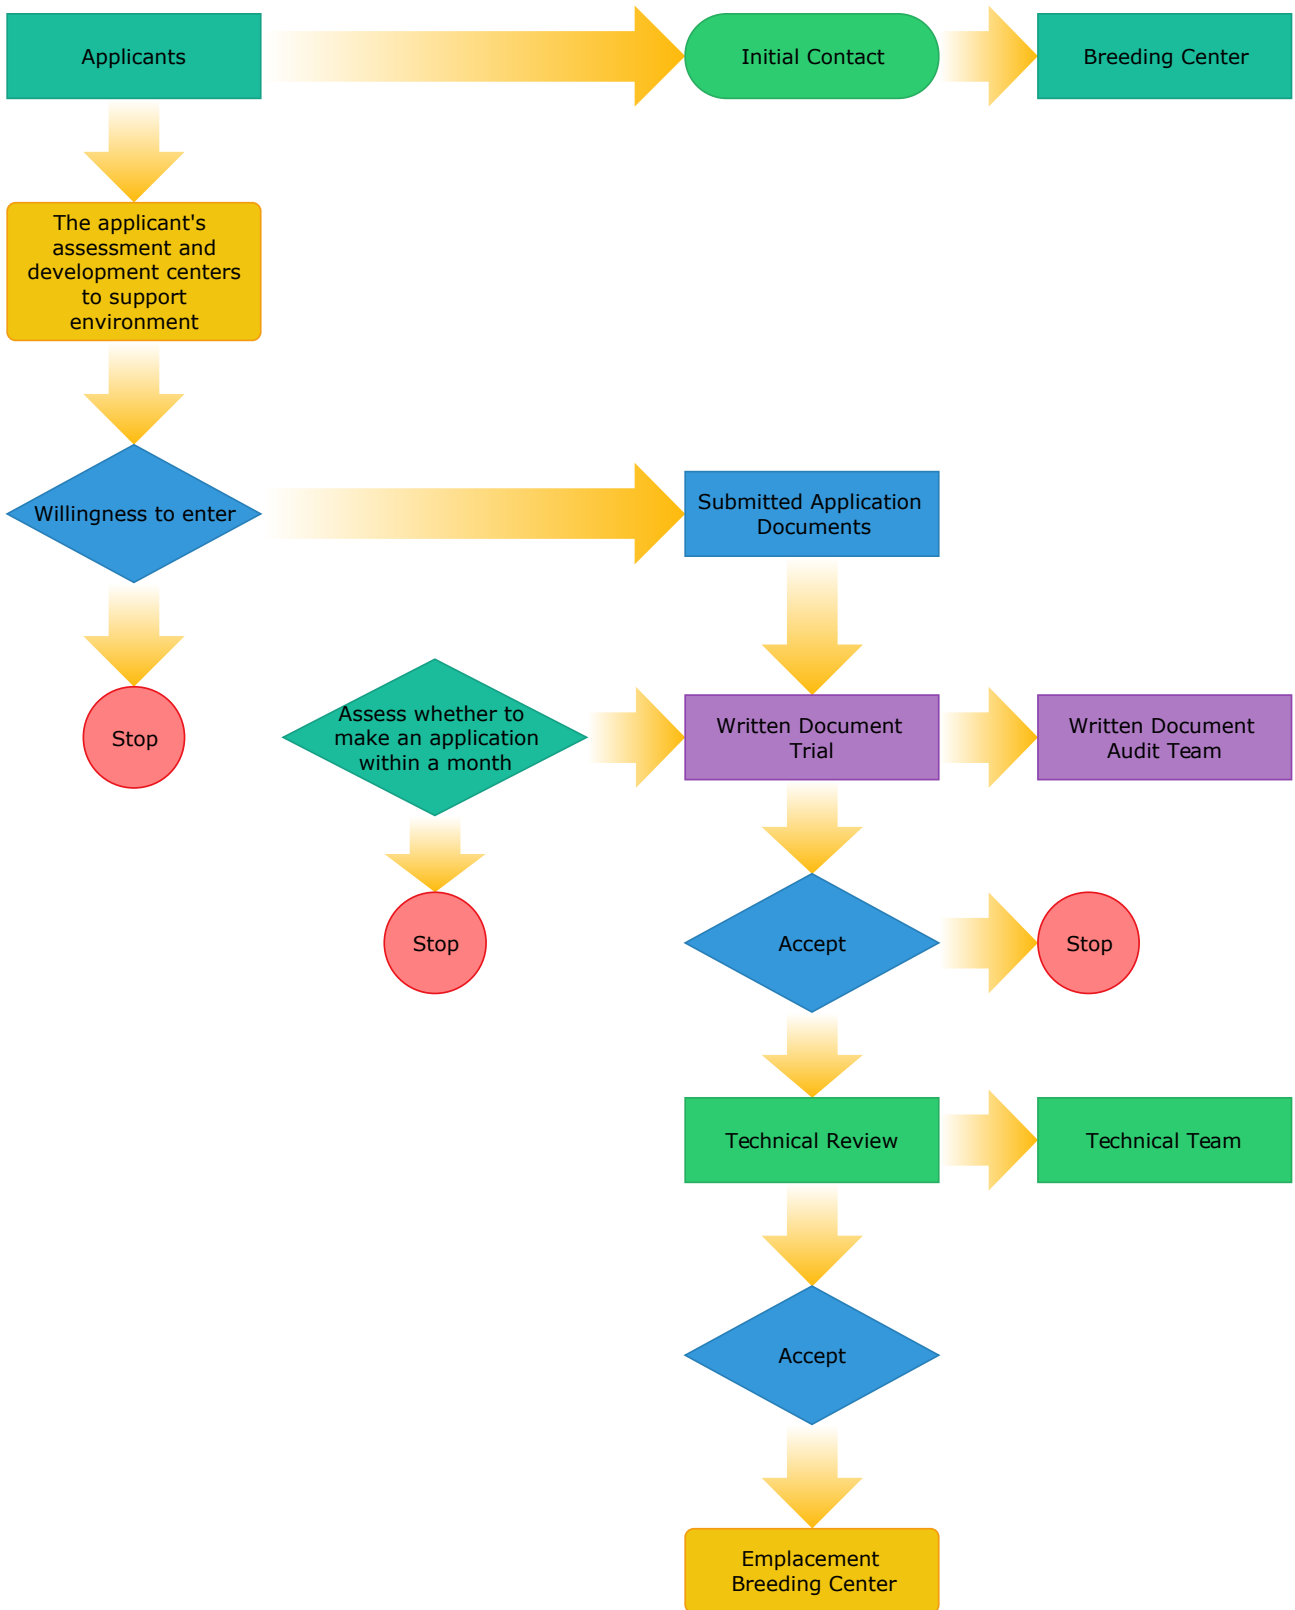 Applicants
Initial Contact
Breeding Center
The applicant's
assessment and
development centers
to support
environment
Willingness to enter
Submitted Application
Documents
Stop
Assess whether to
make an application
within a month
Written Document
Trial
Written Document
Audit Team
Stop
Accept
Stop
Technical Review
Technical Team
Accept
Emplacement
Breeding Center